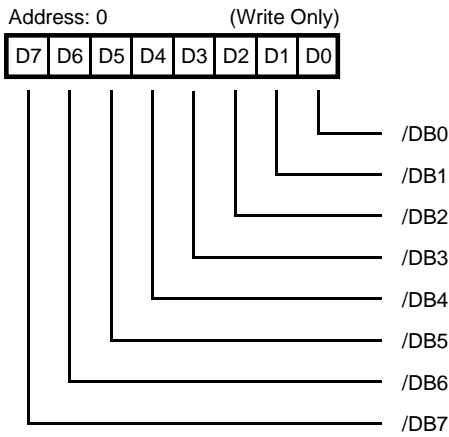 Address: 0 (Write Only)
D7 D6 D5 D4 D3 D2 D1 D0
/DB0
/DB1
/DB2
/DB3
/DB4
/DB5
/DB6
/DB7